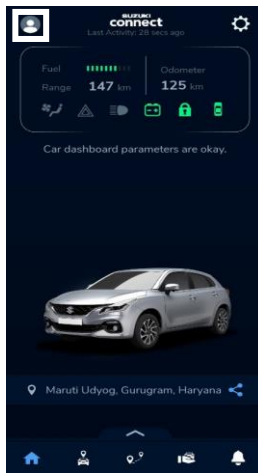 SUZUKI
connect
Last Activity: 28 secs ago
Fuel
Range 147 km
Odometer
125 km
Car dashboard parameters are okay.
Maruti Udyog, Gurugram, Haryana